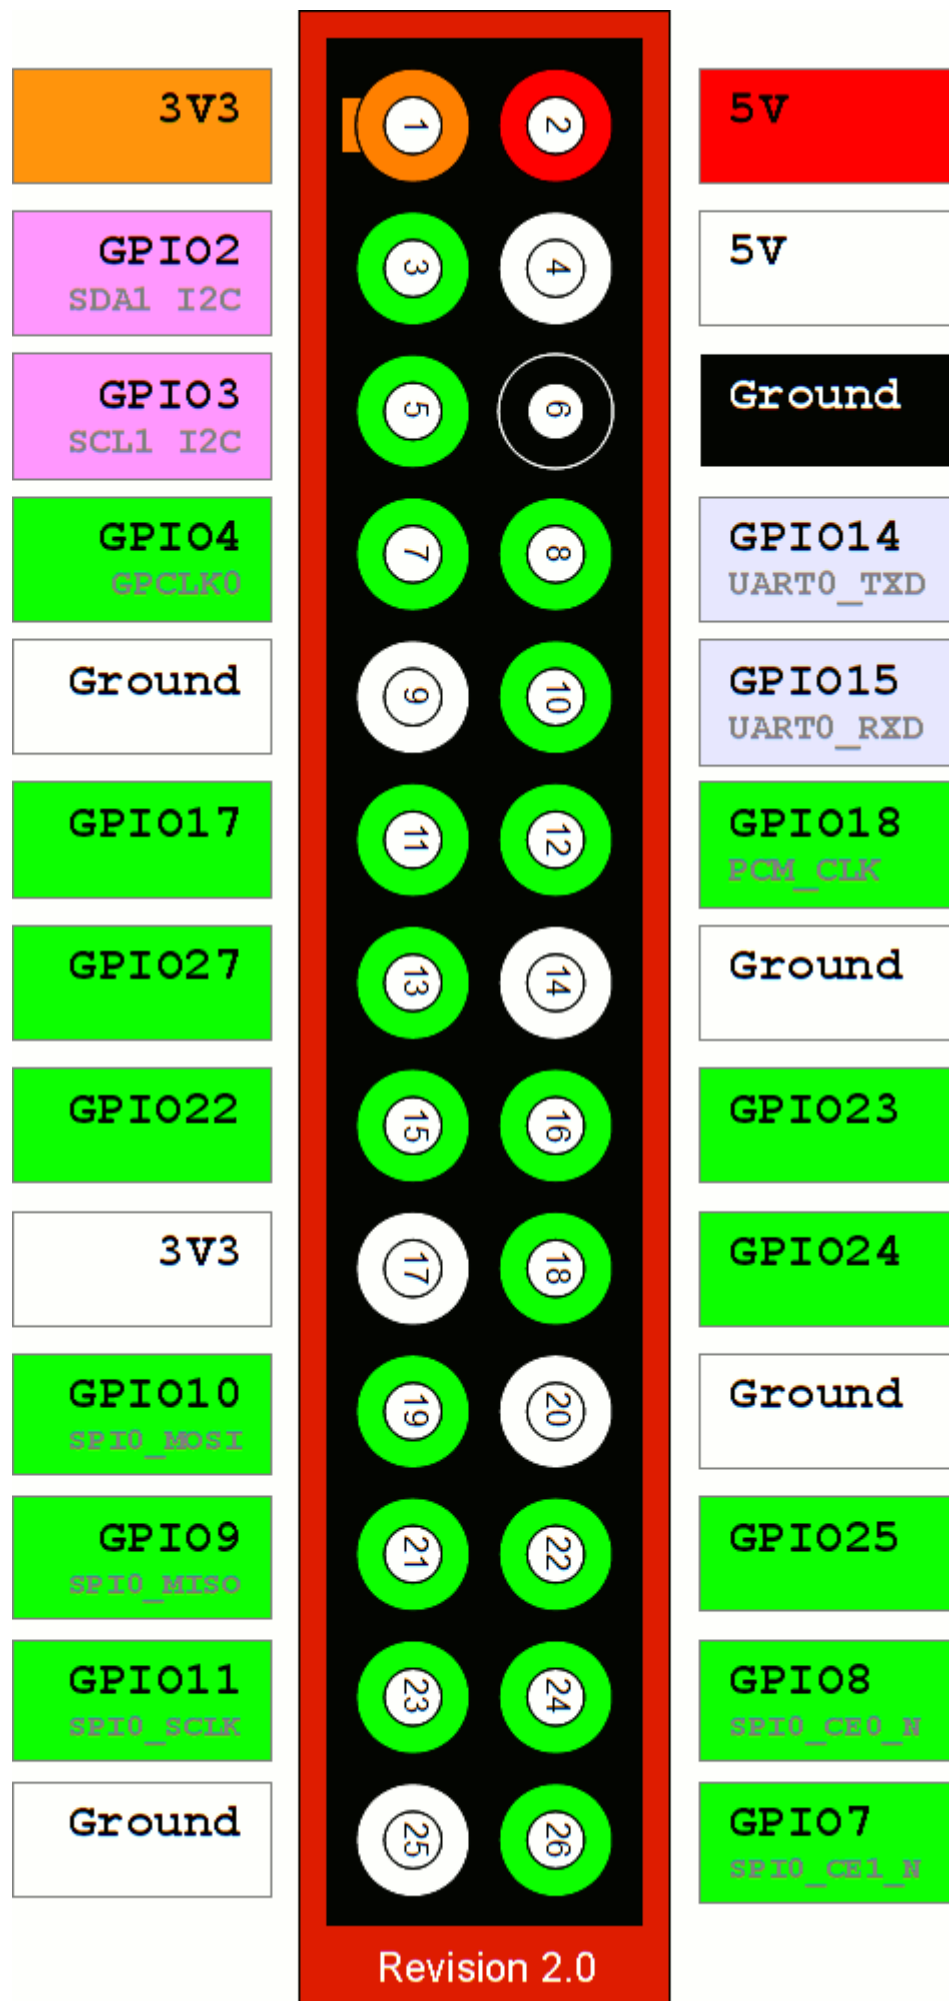 3V3 1 2 5V
GPIO2 3 4 5V
SDA1 I2C
GPIO3 5 6 Ground
SCL1 I2C
GPIO4 7 8 GPIO14
GPCLK0 UART0_TXD
Ground 9 10 GPIO15
UART0_RXD
GPIO17 11 12 GPIO18
PCM_CLK
GPIO27 13 14 Ground
GPIO22 15 16 GPIO23
3V3 17 18 GPIO24
GPIO10 19 20 Ground
SPI0_MOSI
GPIO9 21 22 GPIO25
SPI0_MISO
GPIO11 23 24 GPIO8
SPI0_SCLK SPI0_CE0_N
Ground 25 26 GPIO7
SPI0_CE1_N
Revision 2.0